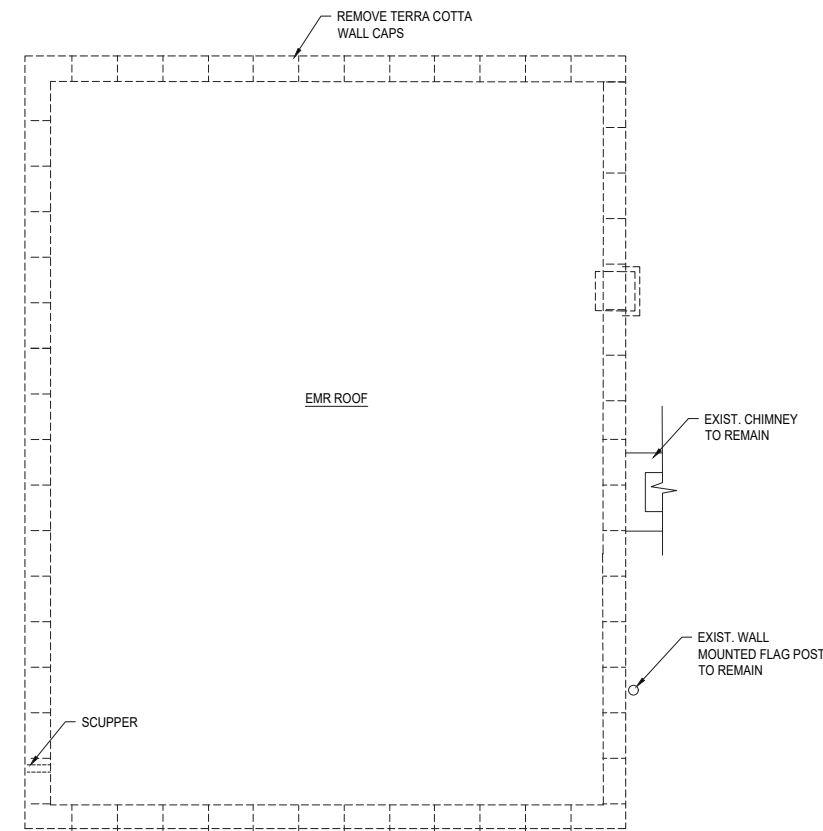 REMOVE TERRA COTTA
WALL CAPS
EMR ROOF
EXIST. CHIMNEY
TO REMAIN
EXIST. WALL
MOUNTED FLAG POST
TO REMAIN
SCUPPER